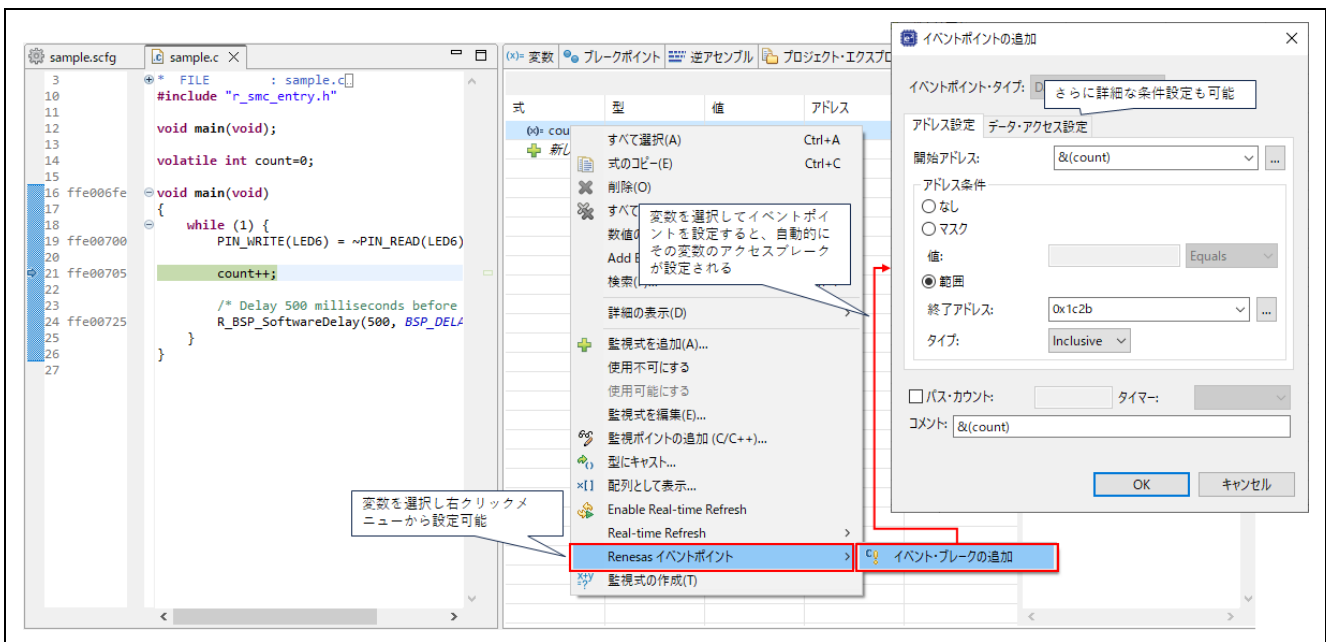 sample.scfg
sample.c
3 * FILE : sample.c
10 #include "r_smc_entry.h"
11
12 void main(void);
13
14 volatile int count=0;
15
16 ffe006fe void main(void)
17 {
18 while (1) {
19 ffe00700 PIN_WRITE(LED6) = ~PIN_READ(LED6)
20
21 ffe00705 count++;
22
23 /* Delay 500 milliseconds before
24 ffe00725 R_BSP_SoftwareDelay(500, BSP_DELA
25 }
26 }
27
(x)= 変数 ブレークポイント 逆アセンブル プロジェクト・エクスプロ
式 型 値 アドレス
(x)= cou
新し
すべて選択(A) Ctrl+A
式のコピー(E) Ctrl+C
削除(O)
すべて
数値の
Add E
検索(
詳細の表示(D)
監視式を追加(A)...
使用不可にする
使用可能にする
監視式を編集(E)...
監視ポイントの追加 (C/C++)...
型にキャスト...
配列として表示...
Enable Real-time Refresh
Real-time Refresh
Renesas イベントポイント
監視式の作成(T)
イベント・ブレークの追加
変数を選択してイベントポイ
ントを設定すると、自動的に
その変数のアクセスブレーク
が設定される
変数を選択し右クリックメ
ニューから設定可能
イベントポイントの追加
イベントポイント・タイプ: D
さらに詳細な条件設定も可能
アドレス設定 データ・アクセス設定
開始アドレス: &(count) ...
アドレス条件
なし
マスク
値: Equals
範囲
終了アドレス: 0x1c2b ...
タイプ: Inclusive
パス・カウント: タイマー:
コメント: &(count)
OK キャンセル